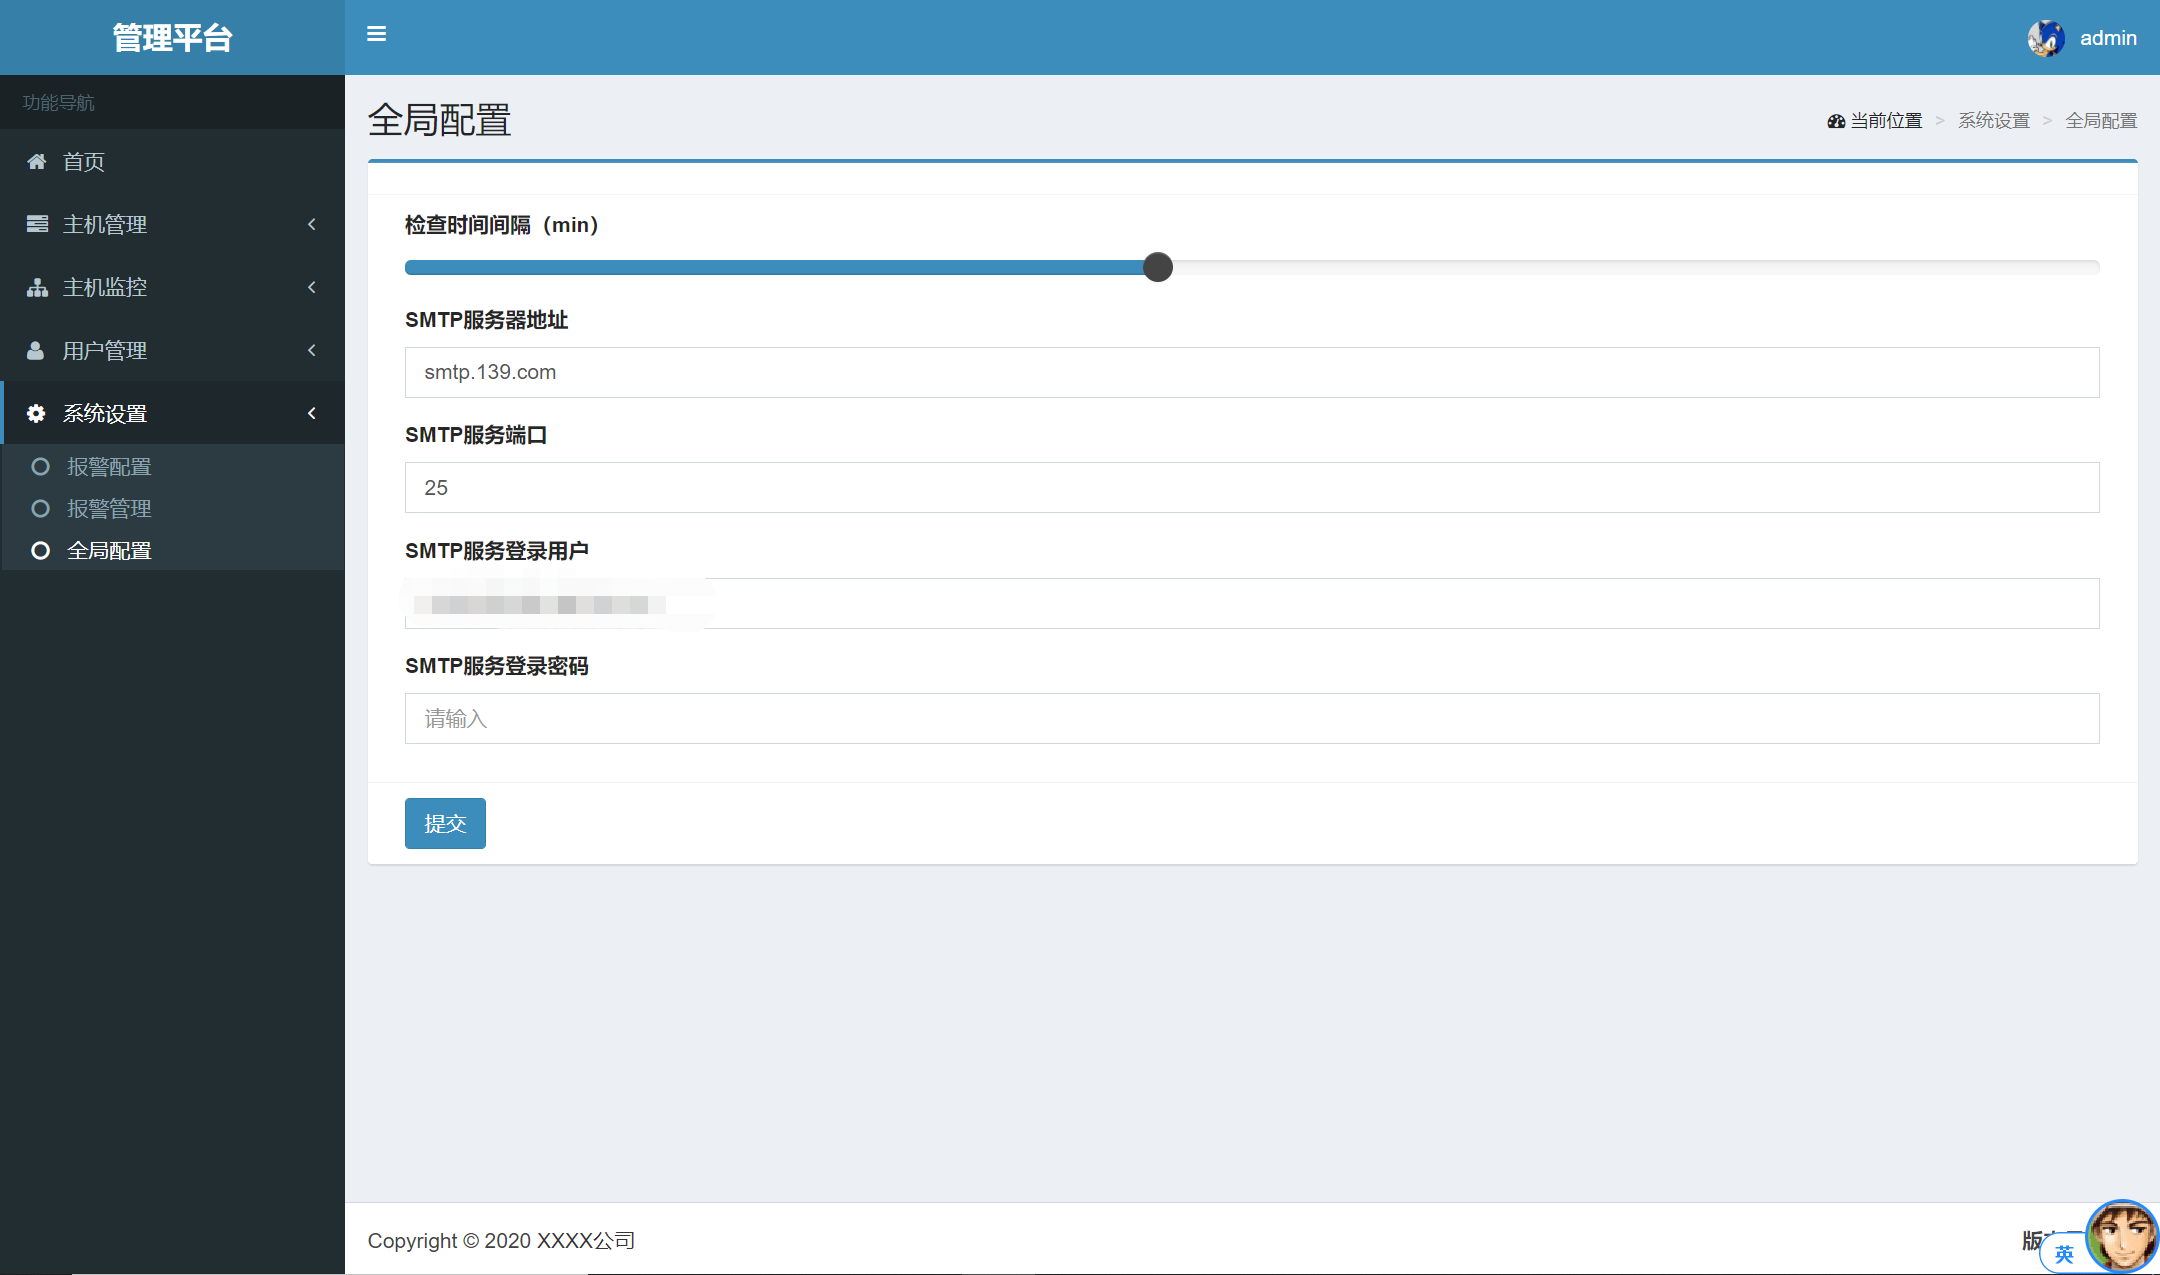 管理平台
admin
功能导航
首页
主机管理
主机监控
用户管理
系统设置
报警配置
报警管理
全局配置
全局配置
当前位置 > 系统设置 > 全局配置
检查时间间隔（min）
SMTP服务器地址
smtp.139.com
SMTP服务端口
25
SMTP服务登录用户
SMTP服务登录密码
请输入
提交
Copyright © 2020 XXXX公司
英